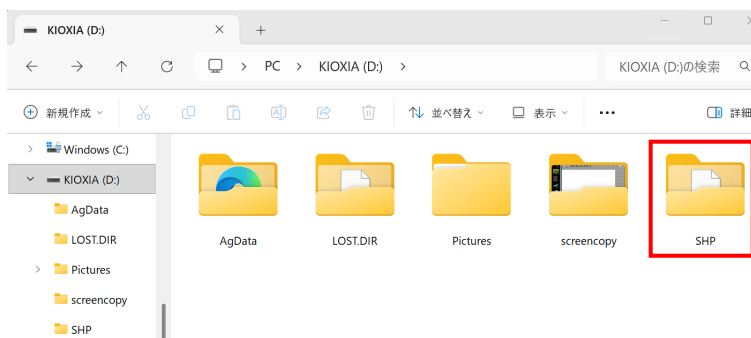 KIOXIA (D:)
PC > KIOXIA (D:) >
KIOXIA (D:)の検索
新規作成
並べ替え
表示
詳細
Windows (C:)
KIOXIA (D:)
AgData
LOST.DIR
Pictures
screencopy
SHP
AgData
LOST.DIR
Pictures
screencopy
SHP